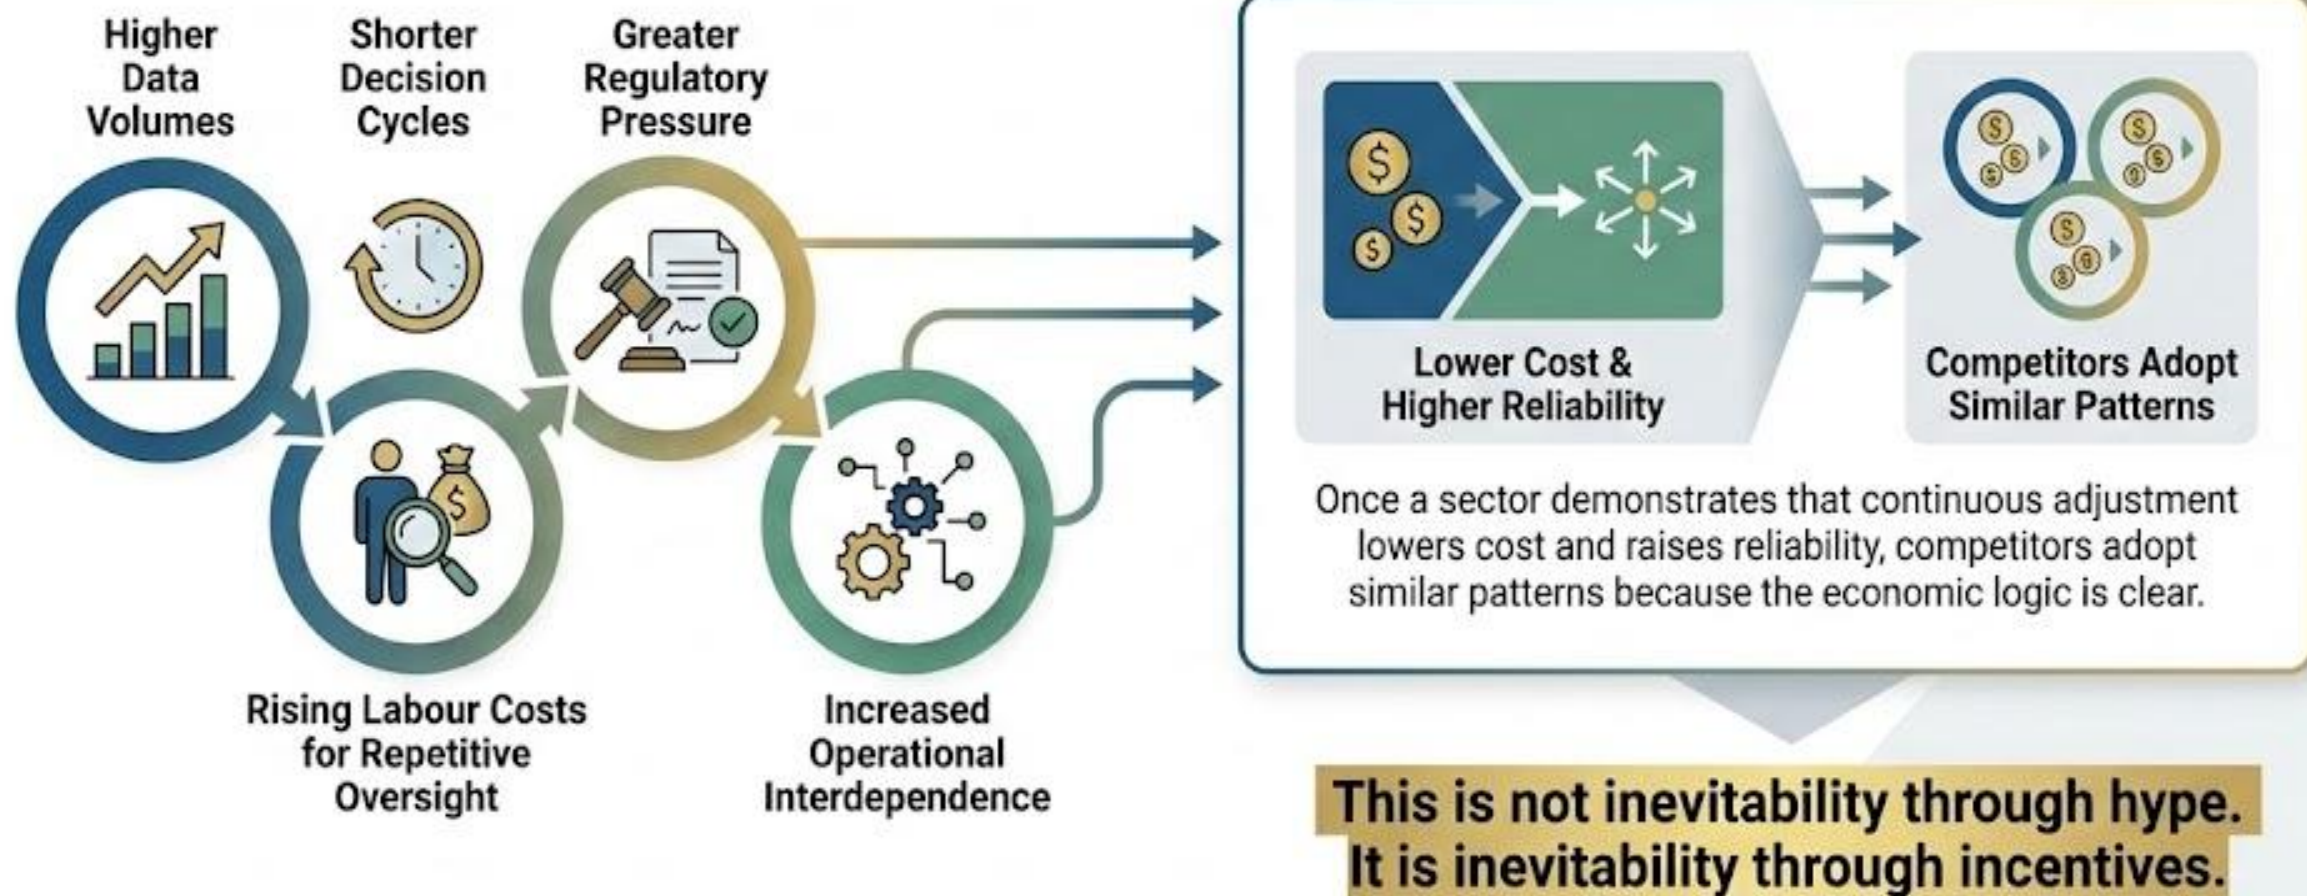 Higher
Data
Volumes
Shorter
Decision
Cycles
Greater
Regulatory
Pressure
Rising Labour Costs
for Repetitive
Oversight
Increased
Operational
Interdependence
$
$
$
$
Lower Cost &
Higher Reliability
$
$
$
$
$
$
$
$
$
Competitors Adopt
Similar Patterns
Once a sector demonstrates that continuous adjustment
lowers cost and raises reliability, competitors adopt
similar patterns because the economic logic is clear.
This is not inevitability through hype.
It is inevitability through incentives.